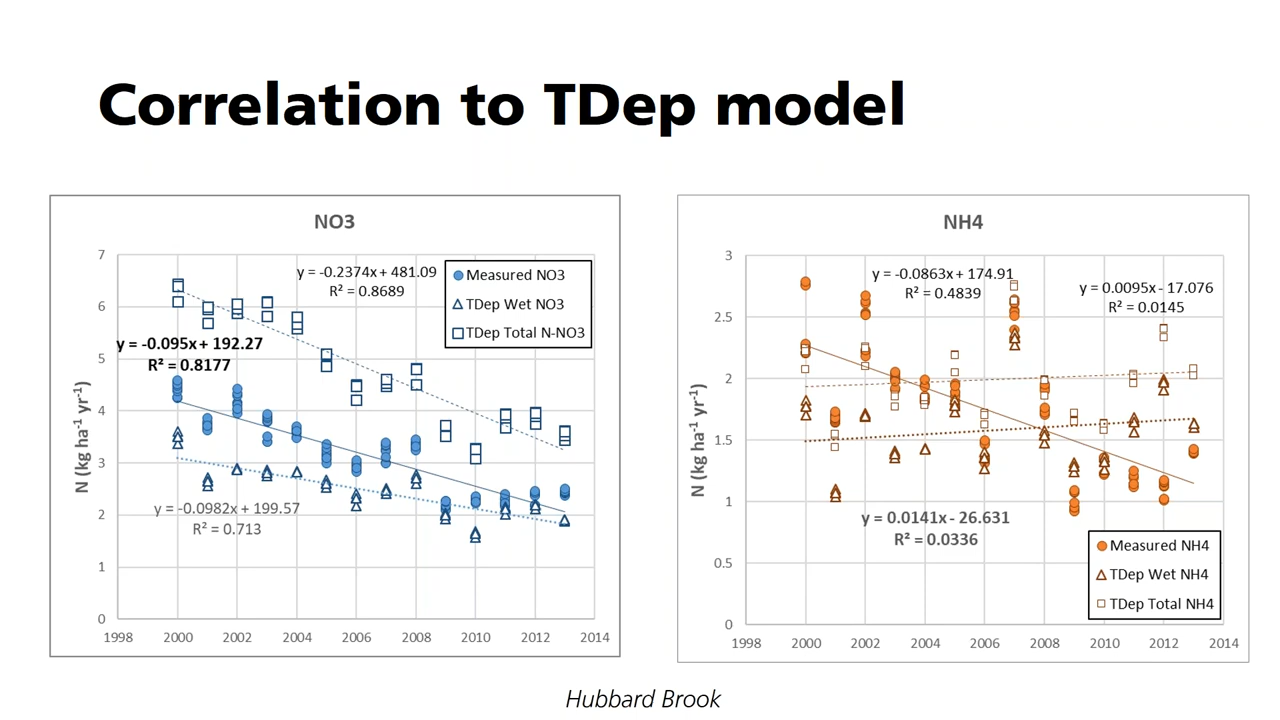 Correlation to TDep model
NO3
7
6
5
4
3
2
1
0
N (kg ha-1 yr-1)
1998 2000 2002 2004 2006 2008 2010 2012 2014
y = -0.2374x + 481.09
R² = 0.8689
y = -0.095x + 192.27
R² = 0.8177
y = -0.0982x + 199.57
R² = 0.713
Measured NO3
TDep Wet NO3
TDep Total N-NO3
NH4
3
2.5
2
1.5
1
0.5
0
N (kg ha-1 yr-1)
1998 2000 2002 2004 2006 2008 2010 2012 2014
y = -0.0863x + 174.91
R² = 0.4839
y = 0.0095x - 17.076
R² = 0.0145
y = 0.0141x - 26.631
R² = 0.0336
Measured NH4
TDep Wet NH4
TDep Total NH4
Hubbard Brook